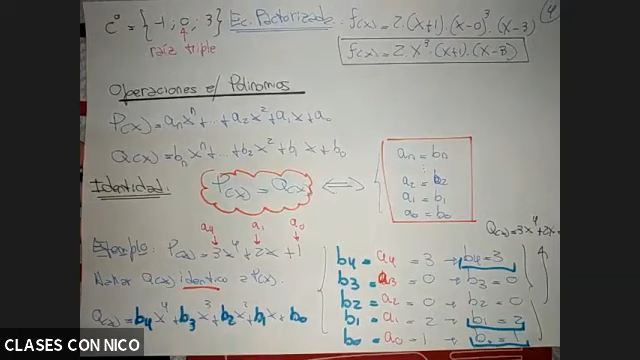 C⁰ = {-1; 0; 3} Ec. Factorizada: f(x) = 2·(x+1)·(x-0)³·(x-3)
raíz triple
f(x) = 2·x³·(x+1)·(x-3)
4
Operaciones e/ Polinomios
P(x) = aₙxⁿ+...+a₂x²+a₁x+a₀
Q(x) = bₙxⁿ+...+b₂x²+b₁x+b₀
Identidad: P(x) = Q(x) ⟺
aₙ = bₙ
⋮
a₂ = b₂
a₁ = b₁
a₀ = b₀
a₄ a₁ a₀
Ejemplo: P(x) = 3x⁴+2x+1
Hallar Q(x) identico a P(x).
Q(x) = b₄x⁴+b₃x³+b₂x²+b₁x+b₀
Q(x) = 3x⁴+2x
b₄ = a₄ = 3 → b₄ = 3
b₃ = a₃ = 0 → b₃ = 0
b₂ = a₂ = 0 → b₂ = 0
b₁ = a₁ = 2 → b₁ = 2
b₀ = a₀ = 1 → b₀ = 1
CLASES CON NICO